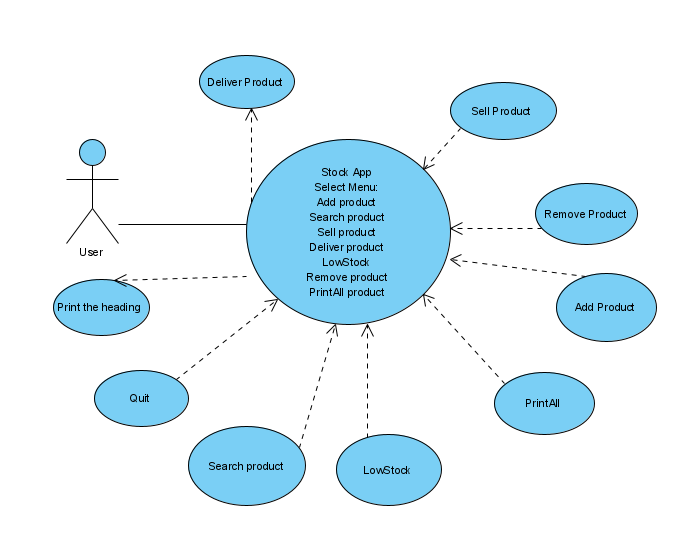 Deliver Product
Sell Product
Stock App
Select Menu:
Add product
Search product
Sell product
Deliver product
LowStock
Remove product
PrintAll product
User
Remove Product
Print the heading
Add Product
Quit
PrintAll
Search product
LowStock